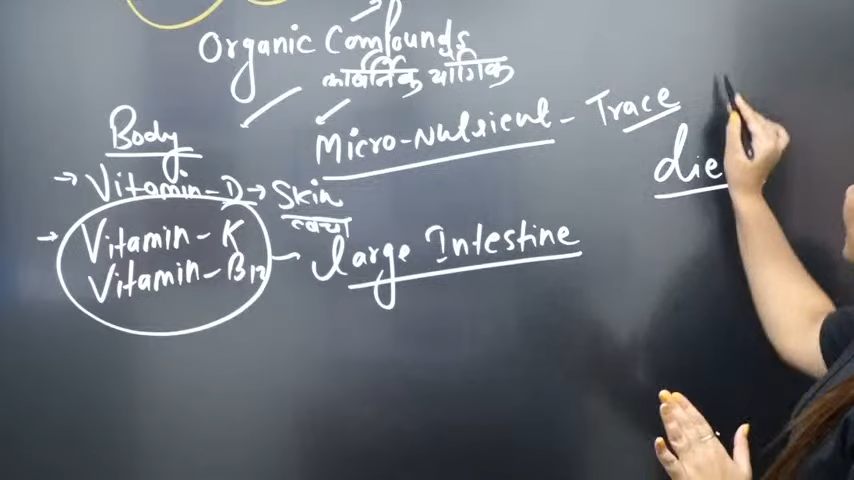 Organic Compounds
कार्बनिक यौगिक
Body
Micro-Nutrient - Trace
die
→ Vitamin-D → Skin
त्वचा
→ Vitamin-K
Vitamin-B12 — large Intestine